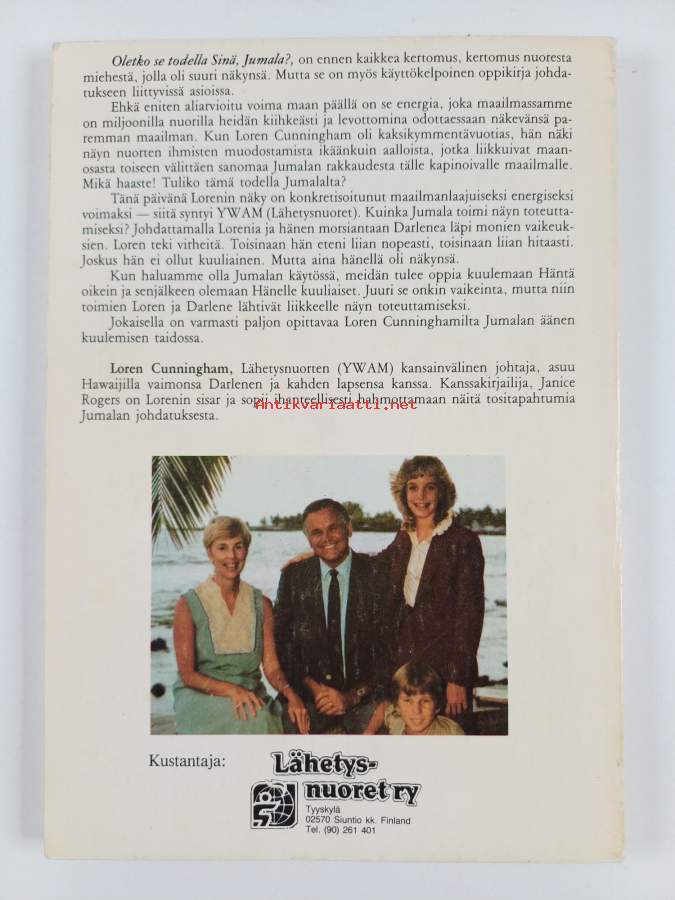 Oletko se todella Sinä, Jumala?, on ennen kaikkea kertomus, kertomus nuoresta
miehestä, jolla oli suuri näkynsä. Mutta se on myös käyttökelpoinen oppikirja johda-
tukseen liittyvissä asioissa.
Ehkä eniten aliarvioitu voima maan päällä on se energia, joka maailmassamme
on miljoonilla nuorilla heidän kiihkeästi ja levottomina odottaessaan näkevänsä pa-
remman maailman. Kun Loren Cunningham oli kaksikymmentävuotias, hän näki
näyn nuorten ihmisten muodostamista ikäänkuin aalloista, jotka liikkuivat maan-
osasta toiseen välittäen sanomaa Jumalan rakkaudesta tälle kapinoivalle maailmalle.
Mikä haaste! Tuliko tämä todella Jumalalta?
Tänä päivänä Lorenin näky on konkretisoitunut maailmanlaajuiseksi energiseksi
voimaksi — siitä syntyi YWAM (Lähetysnuoret). Kuinka Jumala toimi näyn toteutta-
miseksi? Johdattamalla Lorenia ja hänen morsiantaan Darlenea läpi monien vaikeuk-
sien. Loren teki virheitä. Toisinaan hän eteni liian nopeasti, toisinaan liian hitaasti.
Joskus hän ei ollut kuuliainen. Mutta aina hänellä oli näkynsä.
Kun haluamme olla Jumalan käytössä, meidän tulee oppia kuulemaan Häntä
oikein ja senjälkeen olemaan Hänelle kuuliaiset. Juuri se onkin vaikeinta, mutta niin
toimien Loren ja Darlene lähtivät liikkeelle näyn toteuttamiseksi.
Jokaisella on varmasti paljon opittavaa Loren Cunninghamilta Jumalan äänen
kuulemisen taidossa.
Loren Cunningham, Lähetysnuorten (YWAM) kansainvälinen johtaja, asuu
Hawaijilla vaimonsa Darlenen ja kahden lapsensa kanssa. Kanssakirjailija, Janice
Rogers on Lorenin sisar ja sopii ihanteellisesti hahmottamaan näitä tositapahtumia
Antikvariaatti.net
Jumalan johdatuksesta.
Kustantaja:
Lähetys-
nuoret ry
Tyyskylä
02570 Siuntio kk. Finland
Tel. (90) 261 401